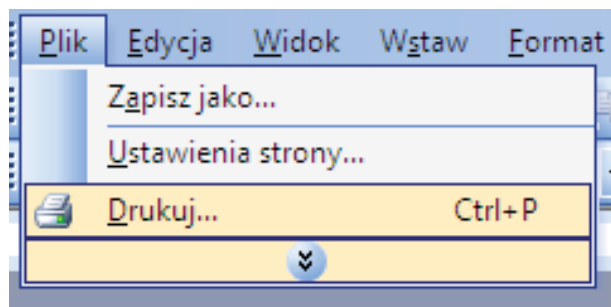 Plik Edycja Widok Wstaw Format
Zapisz jako...
Ustawienia strony...
Drukuj... Ctrl+P